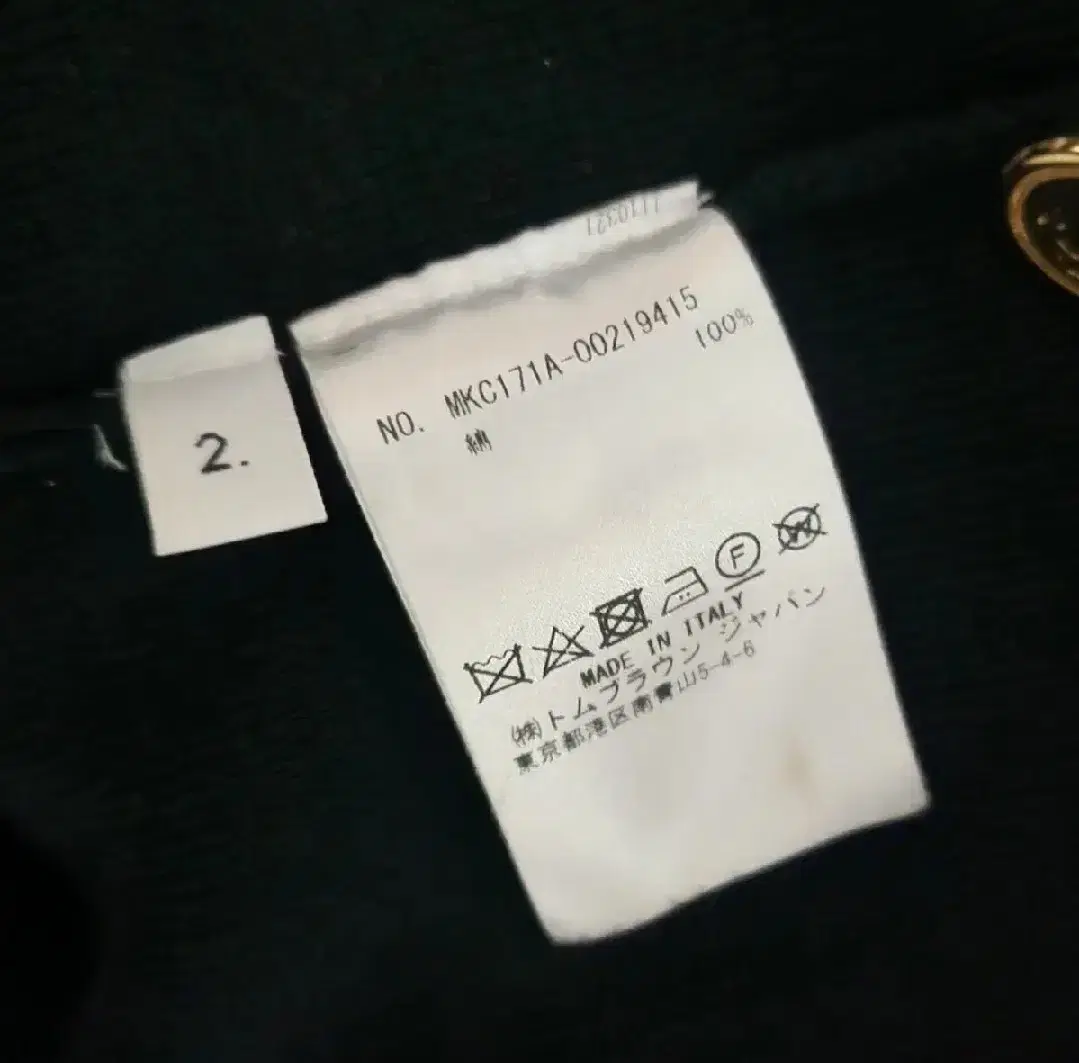 2.
NO. MKC171A-00219415
綿 100%
F
W
MADE IN ITALY
㈱トムブラウン ジャパン
東京都港区南青山5-4-6